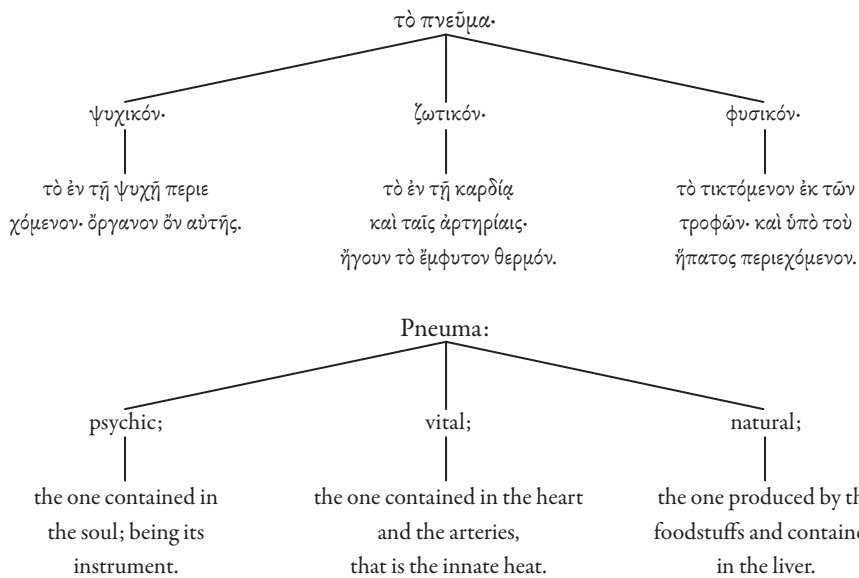 τὸ πνεῦμα·
ψυχικόν· ζωτικόν· φυσικόν·
τὸ ἐν τῇ ψυχῇ περιε τὸ ἐν τῇ καρδίᾳ τὸ τικτόμενον ἐκ τῶν
χόμενον· ὄργανον ὄν αὐτῆς. καὶ ταῖς ἀρτηρίαις· τροφῶν· καὶ ὑπὸ τοῦ
ἤγουν τὸ ἔμφυτον θερμόν. ἥπατος περιεχόμενον.
Pneuma:
psychic; vital; natural;
the one contained in the one contained in the heart the one produced by th
the soul; being its and the arteries, foodstuffs and containe
instrument. that is the innate heat. in the liver.